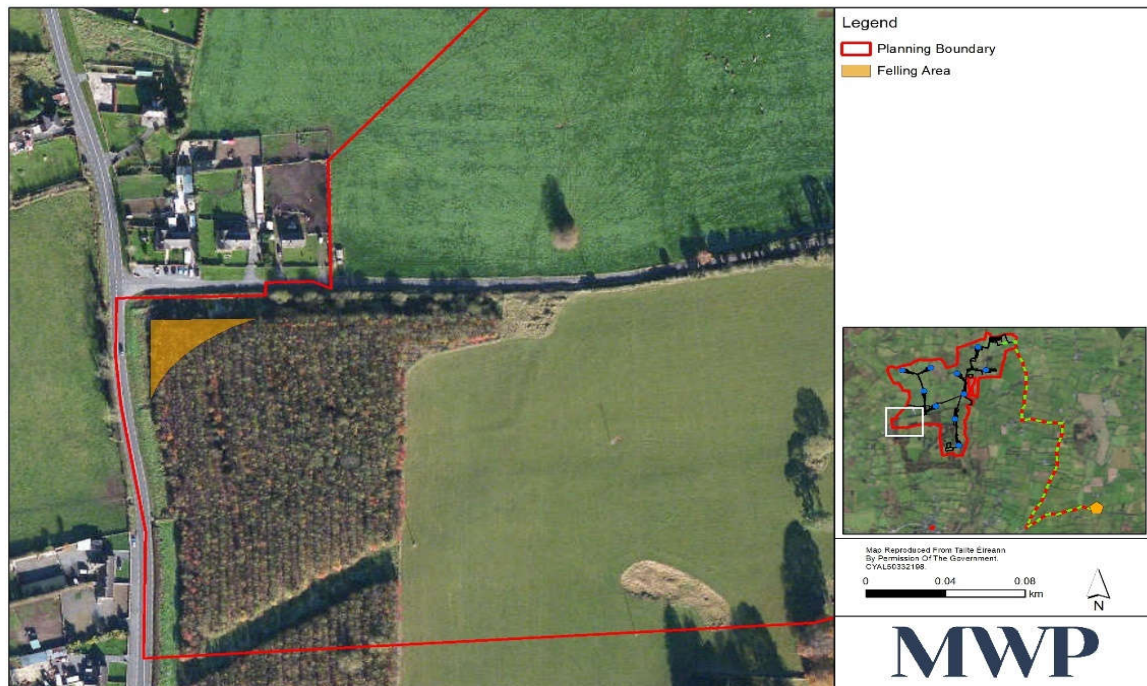 Legend
Planning Boundary
Felling Area
Map Reproduced From Tailte Éireann
By Permission Of The Government.
CYAL50332198.
0 0.04 0.08
km
N
MWP